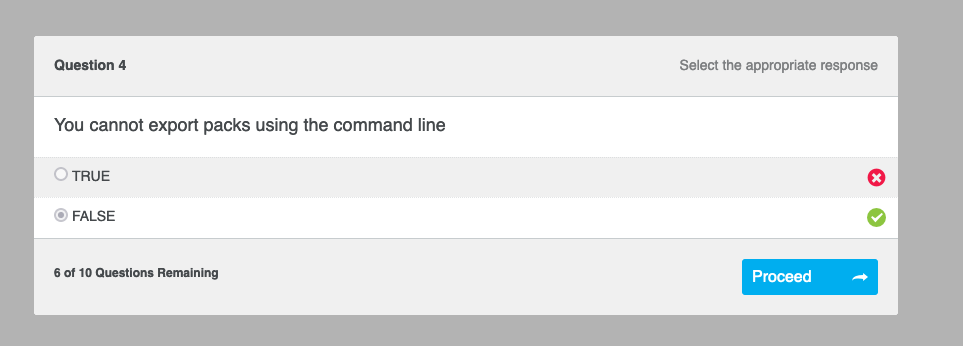 Question 4
Select the appropriate response
You cannot export packs using the command line
TRUE
FALSE
6 of 10 Questions Remaining
Proceed